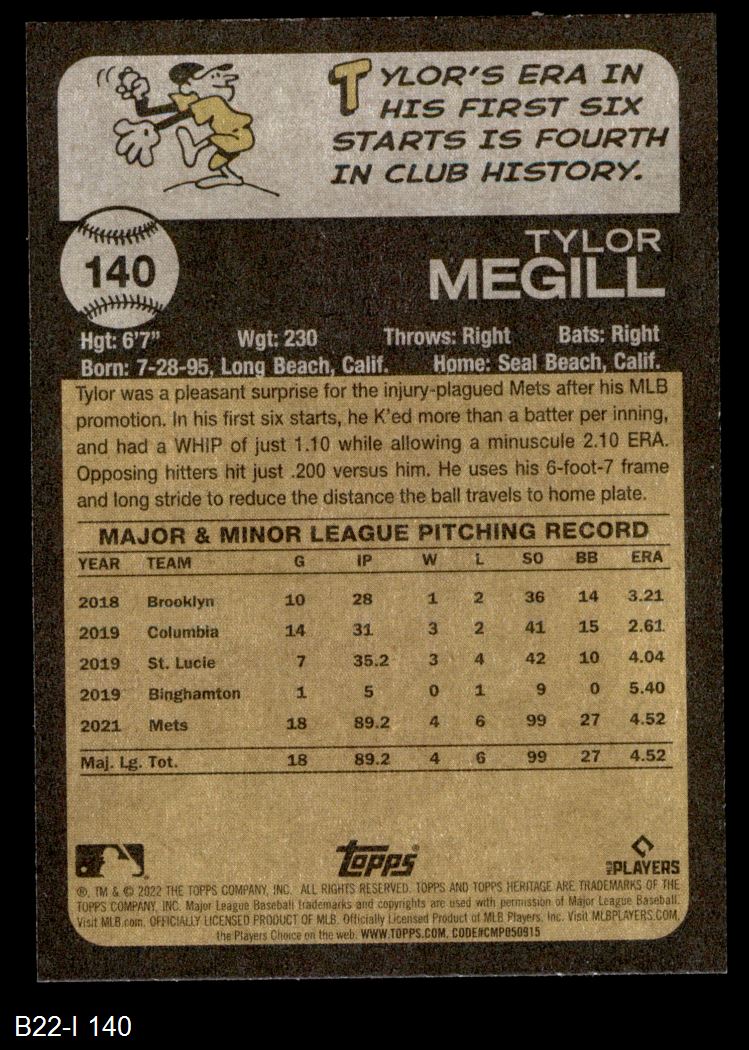 TYLOR'S ERA IN
HIS FIRST SIX
STARTS IS FOURTH
IN CLUB HISTORY.
140
TYLOR
MEGILL
Hgt: 6'7" Wgt: 230 Throws: Right Bats: Right
Born: 7-28-95, Long Beach, Calif. Home: Seal Beach, Calif.
Tylor was a pleasant surprise for the injury-plagued Mets after his MLB
promotion. In his first six starts, he K'ed more than a batter per inning,
and had a WHIP of just 1.10 while allowing a minuscule 2.10 ERA.
Opposing hitters hit just .200 versus him. He uses his 6-foot-7 frame
and long stride to reduce the distance the ball travels to home plate.
MAJOR & MINOR LEAGUE PITCHING RECORD
YEAR TEAM G IP W L SO BB ERA
2018 Brooklyn 10 28 1 2 36 14 3.21
2019 Columbia 14 31 3 2 41 15 2.61
2019 St. Lucie 7 35.2 3 4 42 10 4.04
2019 Binghamton 1 5 0 1 9 0 5.40
2021 Mets 18 89.2 4 6 99 27 4.52
Maj. Lg. Tot. 18 89.2 4 6 99 27 4.52
Topps®
MLB PLAYERS
®, TM & © 2022 THE TOPPS COMPANY, INC. ALL RIGHTS RESERVED. TOPPS AND TOPPS HERITAGE ARE TRADEMARKS OF THE
TOPPS COMPANY, INC. Major League Baseball trademarks and copyrights are used with permission of Major League Baseball.
Visit MLB.com. OFFICIALLY LICENSED PRODUCT OF MLB. Officially Licensed Product of MLB Players, Inc. Visit MLBPLAYERS.COM,
the Players Choice on the web. WWW.TOPPS.COM. CODE#CMP050915
B22-I 140